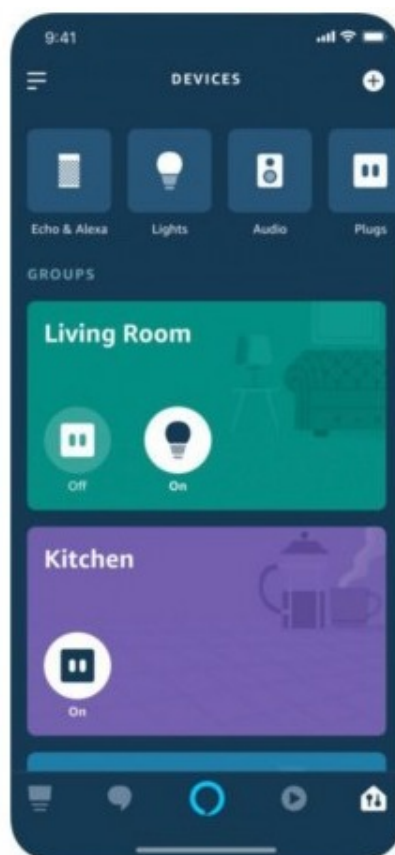 9:41
DEVICES
Echo & Alexa Lights Audio Plugs
GROUPS
Living Room
Off On
Kitchen
On